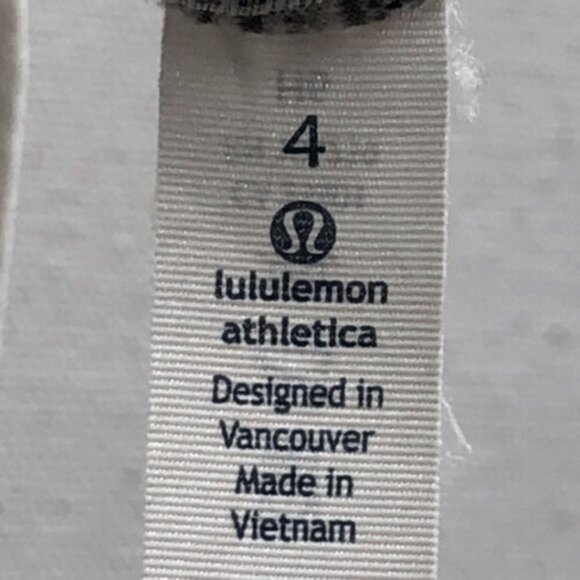 4
lululemon
athletica
Designed in
Vancouver
Made in
Vietnam